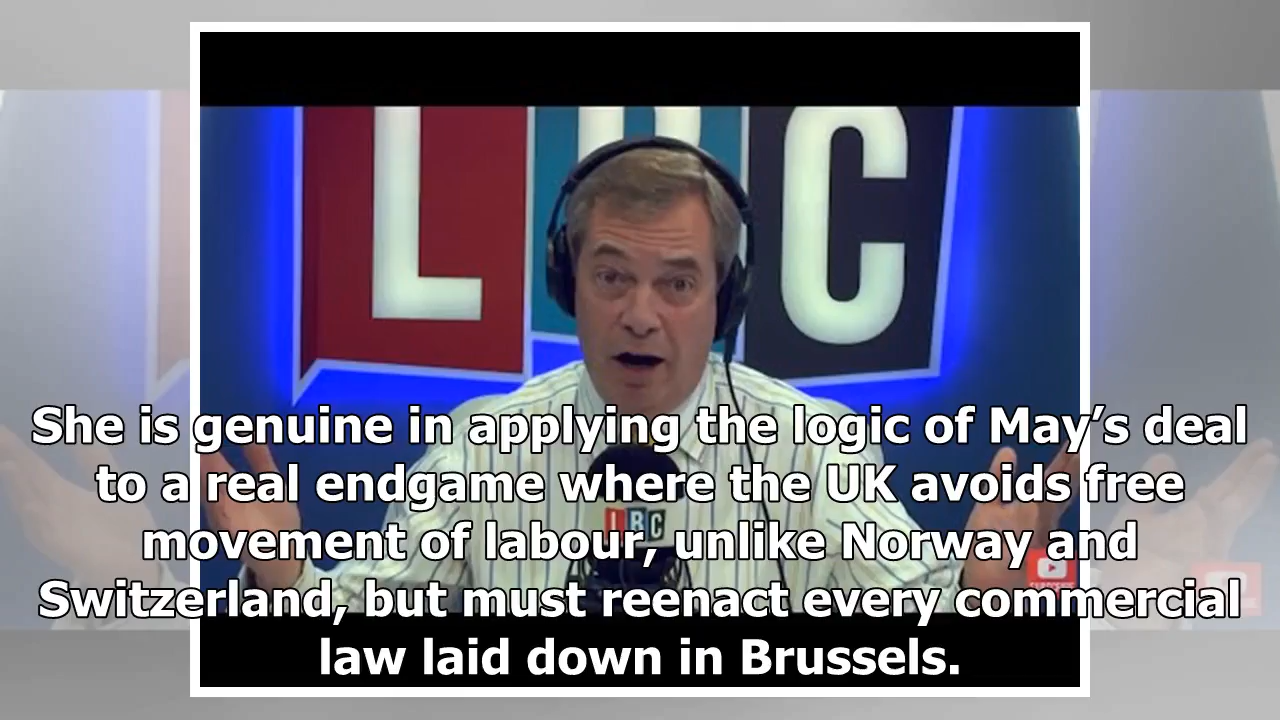 LBC
She is genuine in applying the logic of May’s deal
to a real endgame where the UK avoids free
LBC
movement of labour, unlike Norway and
Switzerland, but must reenact every commercial
law laid down in Brussels.